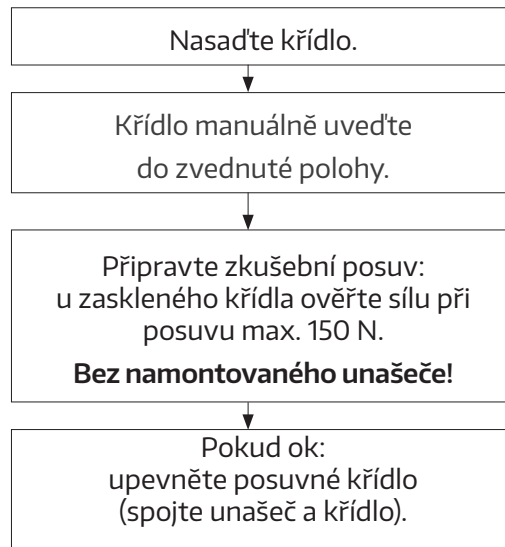 Nasaďte křídlo.
Křídlo manuálně uveďte
do zvednuté polohy.
Připravte zkušební posuv:
u zaskleného křídla ověřte sílu při
posuvu max. 150 N.
Bez namontovaného unašeče!
Pokud ok:
upevněte posuvné křídlo
(spojte unašeč a křídlo).